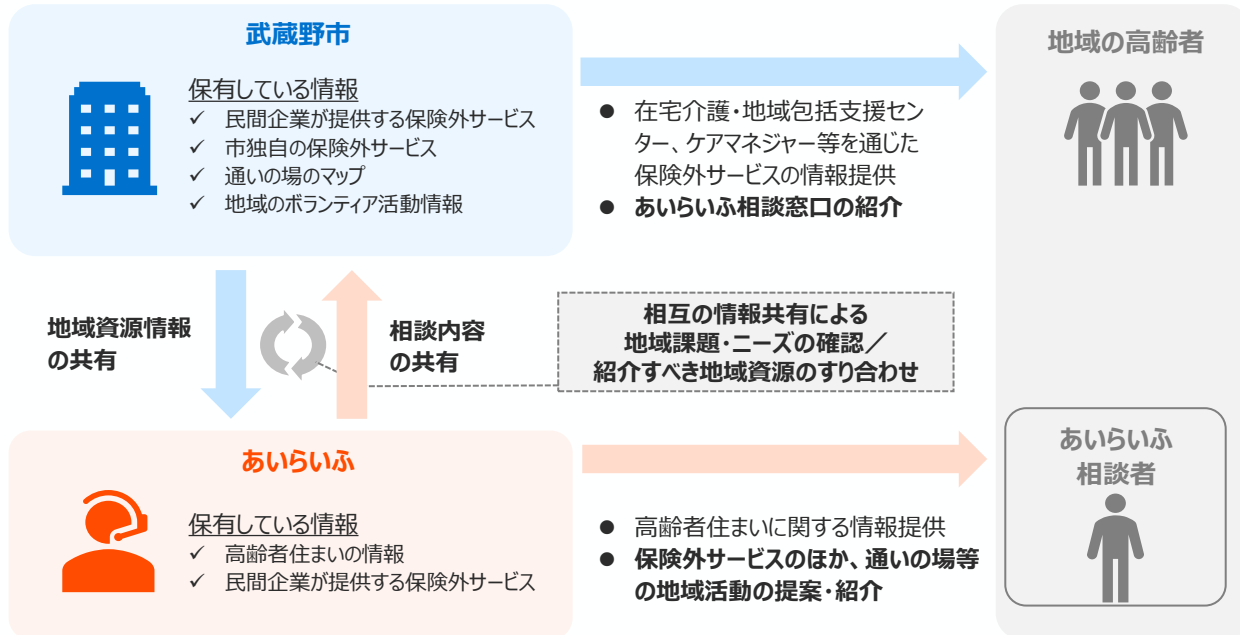 武蔵野市
保有している情報
✓ 民間企業が提供する保険外サービス
✓ 市独自の保険外サービス
✓ 通いの場のマップ
✓ 地域のボランティア活動情報
● 在宅介護・地域包括支援セン
ター、ケアマネジャー等を通じた
保険外サービスの情報提供
● あいらいふ相談窓口の紹介
地域の高齢者
地域資源情報
の共有
相談内容
の共有
相互の情報共有による
地域課題・ニーズの確認／
紹介すべき地域資源のすり合わせ
あいらいふ
保有している情報
✓ 高齢者住まいの情報
✓ 民間企業が提供する保険外サービス
● 高齢者住まいに関する情報提供
● 保険外サービスのほか、通いの場等
の地域活動の提案・紹介
あいらいふ
相談者